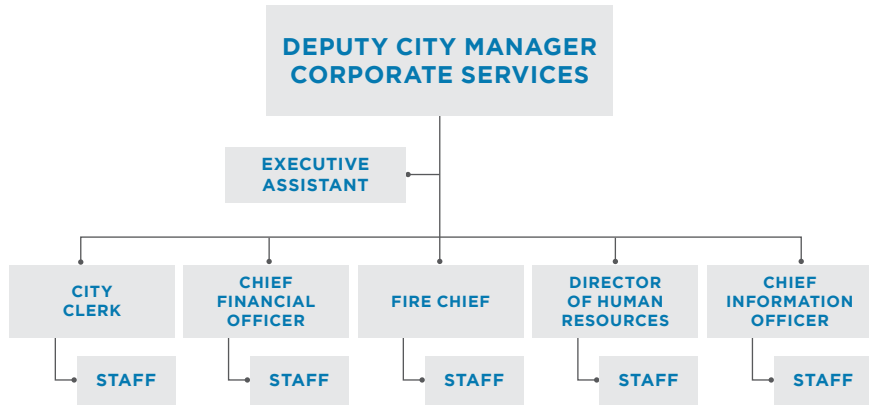 DEPUTY CITY MANAGER
CORPORATE SERVICES
EXECUTIVE
ASSISTANT
CITY
CLERK
CHIEF
FINANCIAL
OFFICER
FIRE CHIEF
DIRECTOR
OF HUMAN
RESOURCES
CHIEF
INFORMATION
OFFICER
STAFF
STAFF
STAFF
STAFF
STAFF